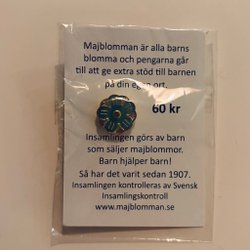 Majblomman är alla barns
blomma och pengarna går
till att ge extra stöd till barnen
på din egen ort.
60 kr
Insamlingen görs av barn
som säljer majblommor.
Barn hjälper barn!
Så har det varit sedan 1907.
Insamlingen kontrolleras av Svensk
Insamlingskontroll
www.majblomman.se